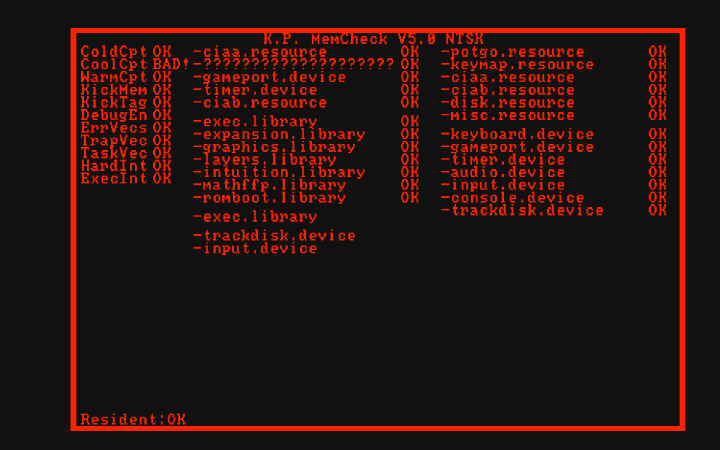 K.P. MemCheck V5.0 NTSK
ColdCpt OK -ciaa.resource OK -potgo.resource OK
CoolCpt BAD!-???????????????????? OK -keymap.resource OK
WarmCpt OK -gameport.device OK -ciaa.resource OK
KickMem OK -timer.device OK -ciab.resource OK
KickTag OK -ciab.resource OK -disk.resource OK
DebugEn OK -misc.resource OK
ErrVecs OK -exec.library OK
TrapVec OK -expansion.library OK -keyboard.device OK
TaskVec OK -graphics.library OK -gameport.device OK
HardInt OK -layers.library OK -timer.device OK
ExecInt OK -intuition.library OK -audio.device OK
-mathffp.library OK -input.device OK
-romboot.library OK -console.device OK
-exec.library -trackdisk.device OK
-trackdisk.device
-input.device
Resident:OK